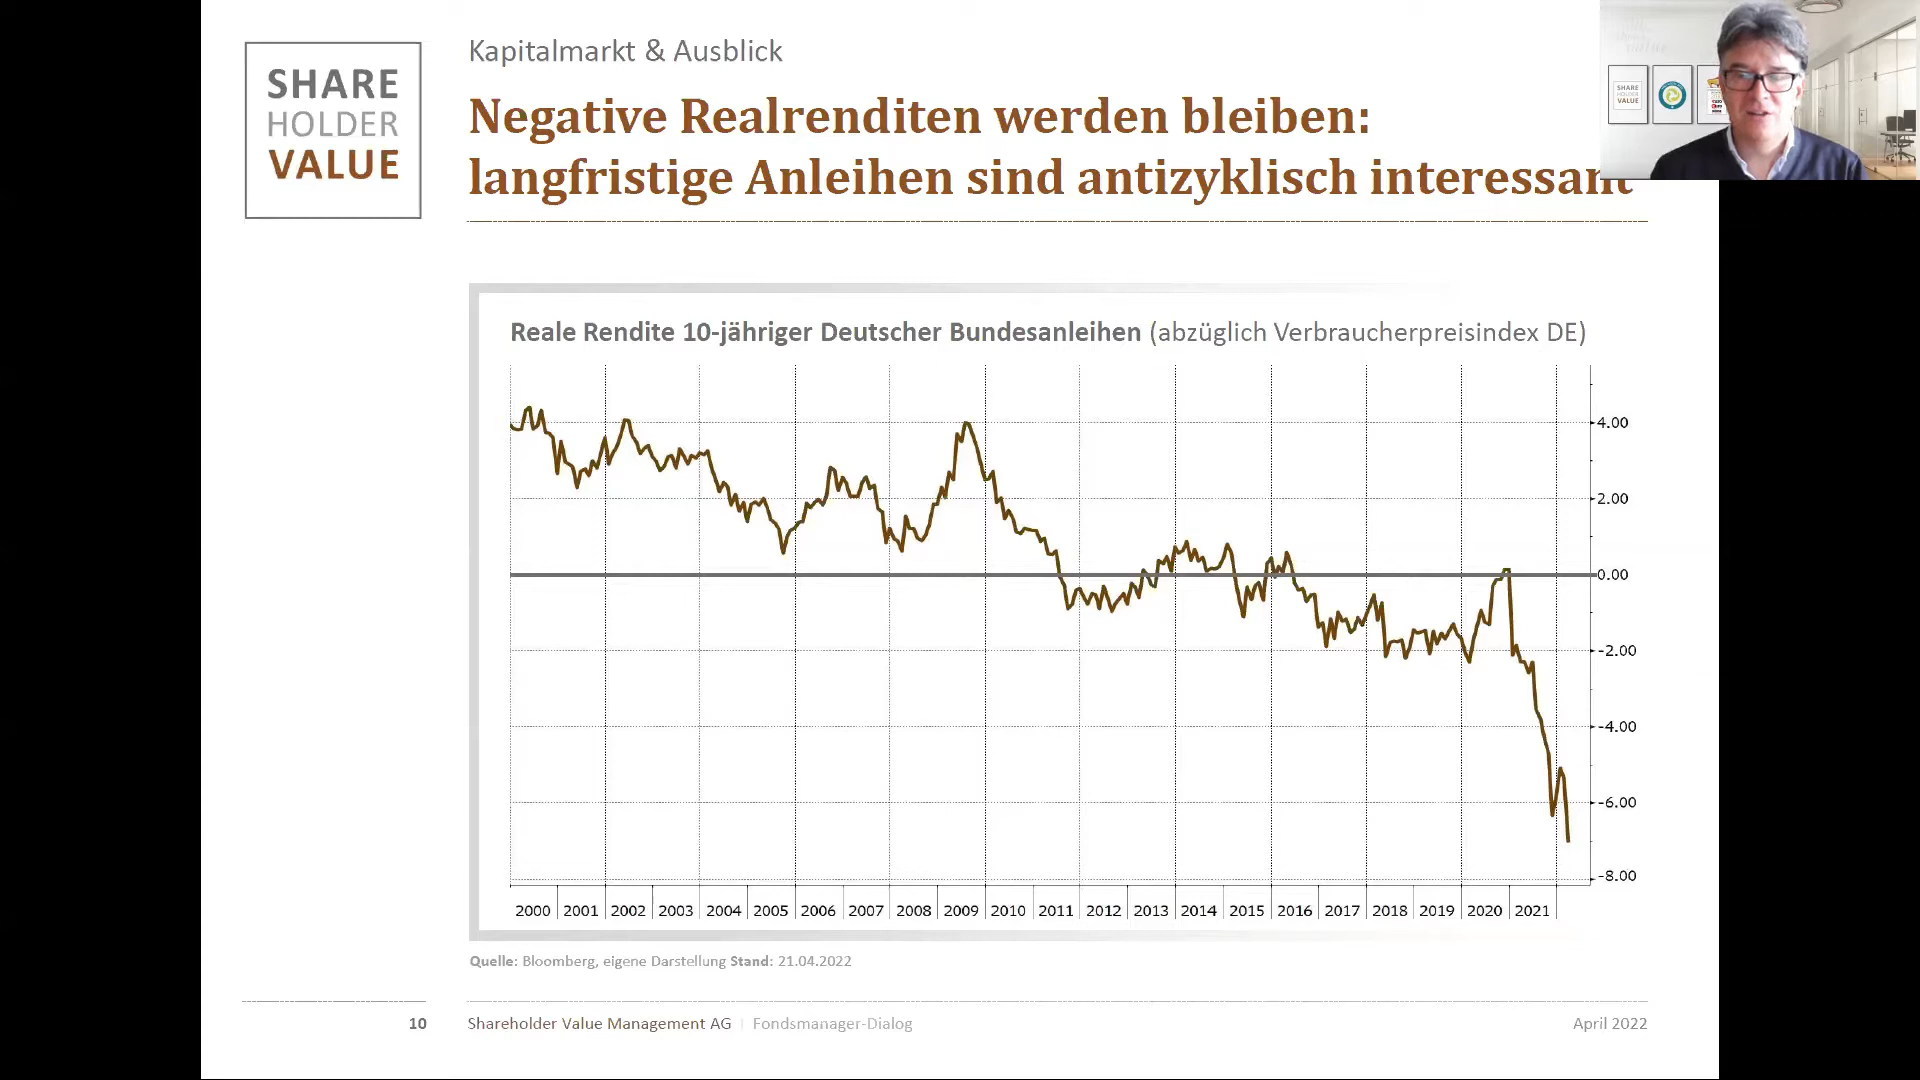 SHARE
HOLDER
VALUE
Kapitalmarkt & Ausblick
Negative Realrenditen werden bleiben:
langfristige Anleihen sind antizyklisch interessant
SHARE
HOLDER
VALUE
Reale Rendite 10-jähriger Deutscher Bundesanleihen (abzüglich Verbraucherpreisindex DE)
4.00
2.00
0.00
-2.00
-4.00
-6.00
-8.00
2000 2001 2002 2003 2004 2005 2006 2007 2008 2009 2010 2011 2012 2013 2014 2015 2016 2017 2018 2019 2020 2021
Quelle: Bloomberg, eigene Darstellung Stand: 21.04.2022
10 Shareholder Value Management AG | Fondsmanager-Dialog April 2022